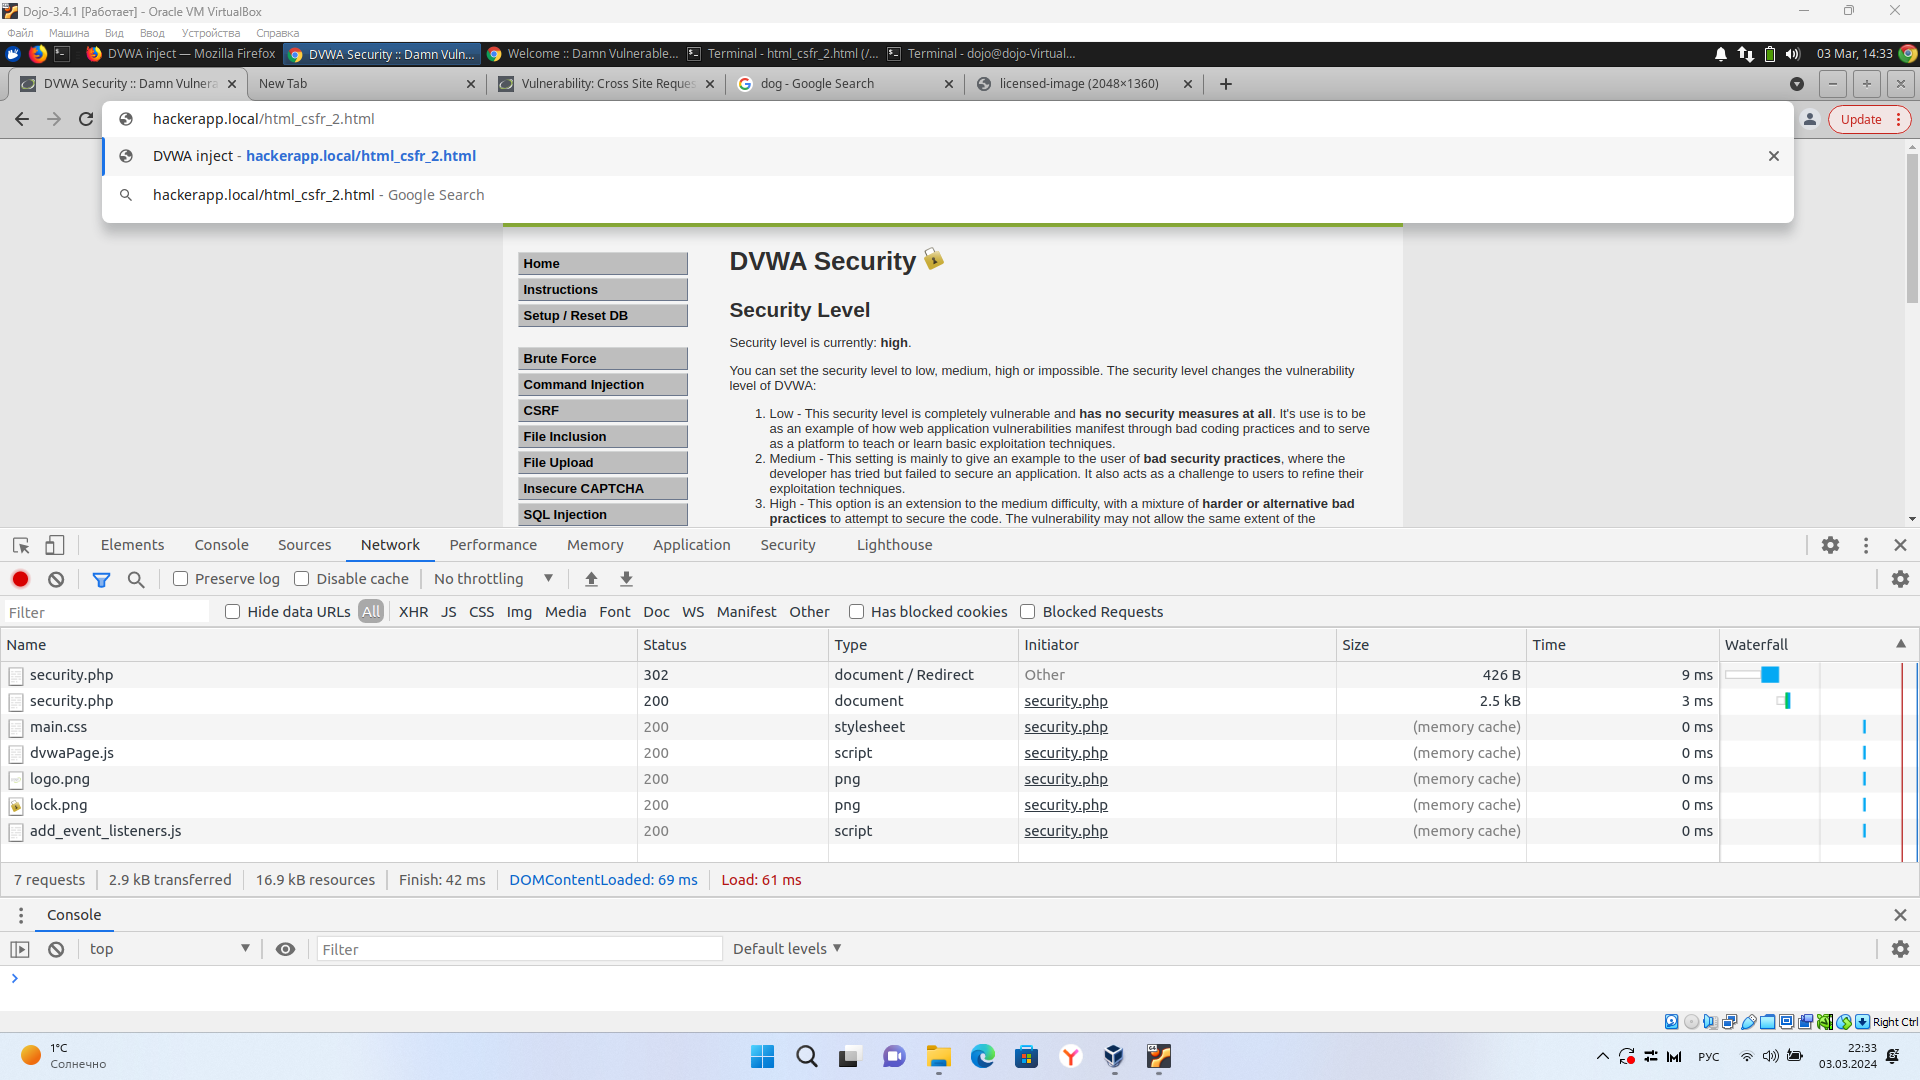 Dojo-3.4.1 [Работает] - Oracle VM VirtualBox
Файл Машина Вид Ввод Устройства Справка
DVWA inject — Mozilla Firefox DVWA Security :: Damn Vuln... Welcome :: Damn Vulnerable... Terminal - html_csfr_2.html (/... Terminal - dojo@dojo-Virtual... 03 Mar, 14:33
DVWA Security :: Damn Vulnera New Tab Vulnerability: Cross Site Reques dog - Google Search licensed-image (2048×1360)
hackerapp.local/html_csfr_2.html Update
DVWA inject - hackerapp.local/html_csfr_2.html
hackerapp.local/html_csfr_2.html - Google Search
Home
Instructions
Setup / Reset DB
Brute Force
Command Injection
CSRF
File Inclusion
File Upload
Insecure CAPTCHA
SQL Injection
DVWA Security
Security Level
Security level is currently: high.
You can set the security level to low, medium, high or impossible. The security level changes the vulnerability
level of DVWA:
1. Low - This security level is completely vulnerable and has no security measures at all. It's use is to be
as an example of how web application vulnerabilities manifest through bad coding practices and to serve
as a platform to teach or learn basic exploitation techniques.
2. Medium - This setting is mainly to give an example to the user of bad security practices, where the
developer has tried but failed to secure an application. It also acts as a challenge to users to refine their
exploitation techniques.
3. High - This option is an extension to the medium difficulty, with a mixture of harder or alternative bad
practices to attempt to secure the code. The vulnerability may not allow the same extent of the
Elements Console Sources Network Performance Memory Application Security Lighthouse
Preserve log Disable cache No throttling
Filter Hide data URLs All XHR JS CSS Img Media Font Doc WS Manifest Other Has blocked cookies Blocked Requests
Name Status Type Initiator Size Time Waterfall
security.php 302 document / Redirect Other 426 B 9 ms
security.php 200 document security.php 2.5 kB 3 ms
main.css 200 stylesheet security.php (memory cache) 0 ms
dvwaPage.js 200 script security.php (memory cache) 0 ms
logo.png 200 png security.php (memory cache) 0 ms
lock.png 200 png security.php (memory cache) 0 ms
add_event_listeners.js 200 script security.php (memory cache) 0 ms
7 requests 2.9 kB transferred 16.9 kB resources Finish: 42 ms DOMContentLoaded: 69 ms Load: 61 ms
Console
top Filter Default levels
Right Ctrl
1°C
Солнечно
РУС
22:33
03.03.2024